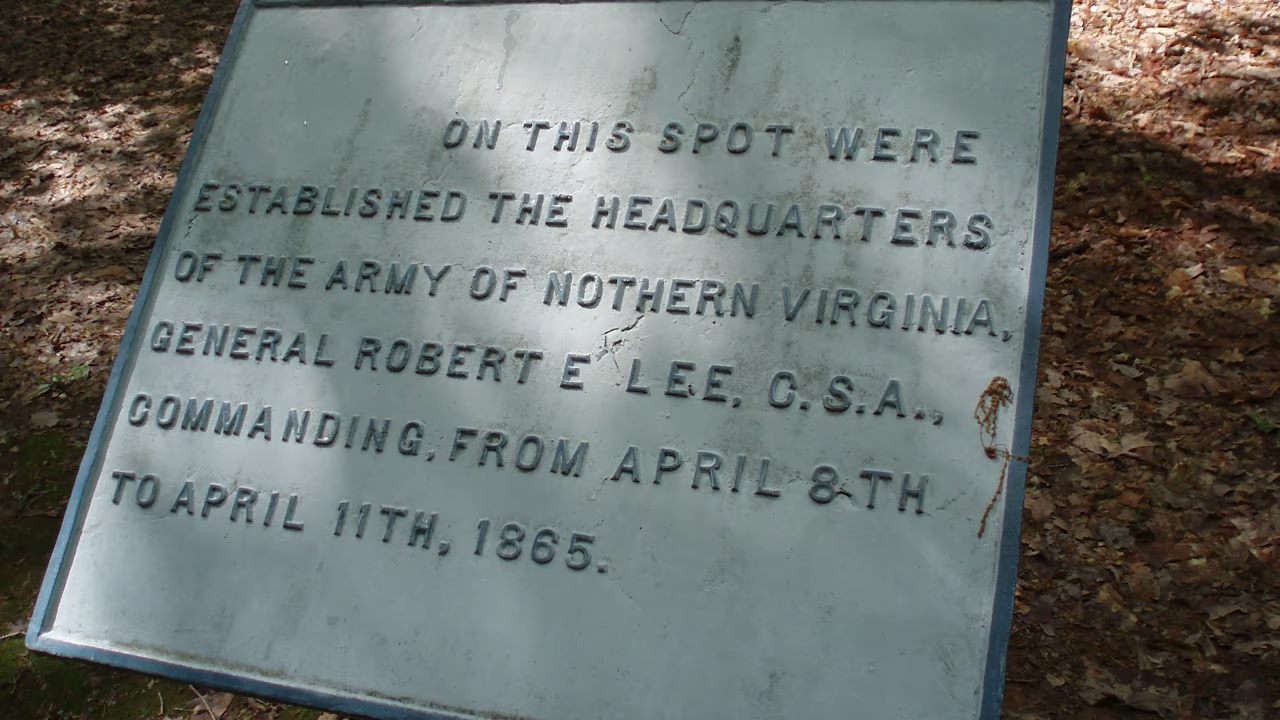 ON THIS SPOT WERE
ESTABLISHED THE HEADQUARTERS
OF THE ARMY OF NOTHERN VIRGINIA,
GENERAL ROBERT E LEE, C.S.A.,
COMMANDING, FROM APRIL 8TH
TO APRIL 11TH, 1865.